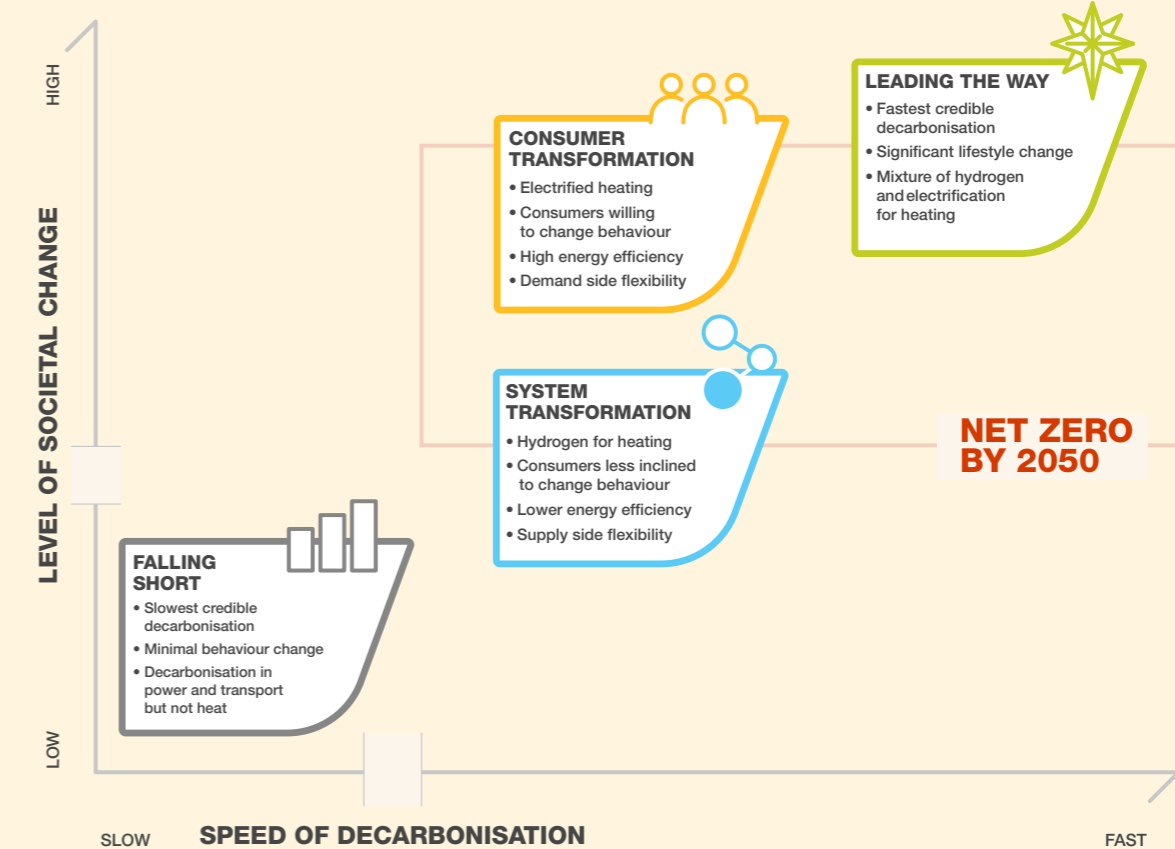 HIGH
LEVEL OF SOCIETAL CHANGE
LOW
LEADING THE WAY
• Fastest credible
decarbonisation
• Significant lifestyle change
• Mixture of hydrogen
and electrification
for heating
CONSUMER
TRANSFORMATION
• Electrified heating
• Consumers willing
to change behaviour
• High energy efficiency
• Demand side flexibility
SYSTEM
TRANSFORMATION
• Hydrogen for heating
• Consumers less inclined
to change behaviour
• Lower energy efficiency
• Supply side flexibility
NET ZERO
BY 2050
FALLING
SHORT
• Slowest credible
decarbonisation
• Minimal behaviour change
• Decarbonisation in
power and transport
but not heat
SLOW
SPEED OF DECARBONISATION
FAST